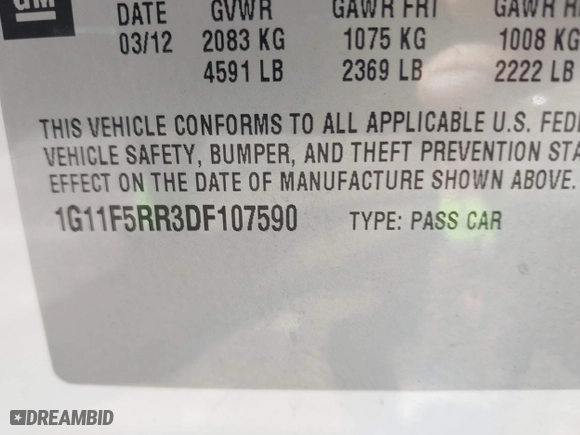 GM
DATE GVWR GAWR FRT GAWR
03/12 2083 KG 1075 KG 1008 KG
4591 LB 2369 LB 2222 LB
THIS VEHICLE CONFORMS TO ALL APPLICABLE U.S. FEDE
VEHICLE SAFETY, BUMPER, AND THEFT PREVENTION STA
EFFECT ON THE DATE OF MANUFACTURE SHOWN ABOVE.
1G11F5RR3DF107590 TYPE: PASS CAR
DREAMBID